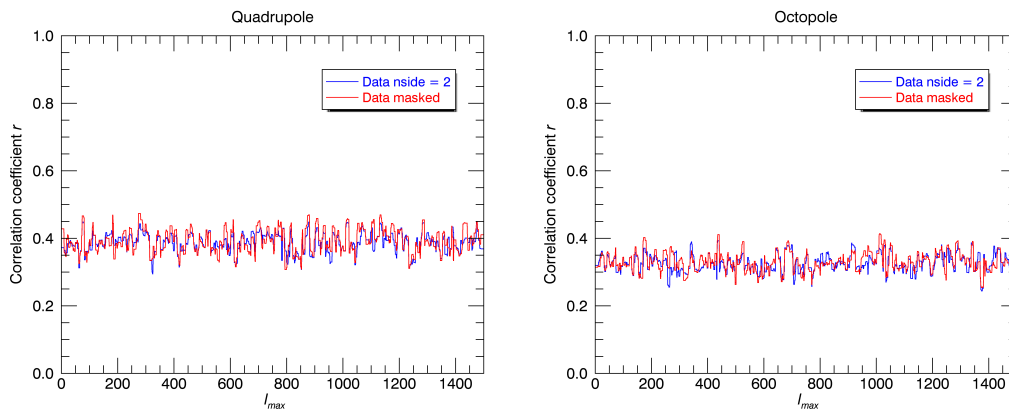 Quadrupole
1.0
0.8
0.6
0.4
0.2
0.0
Correlation coefficient r
Data nside = 2
Data masked
0 200 400 600 800 1000 1200 1400
lmax
Octopole
1.0
0.8
0.6
0.4
0.2
0.0
Correlation coefficient r
Data nside = 2
Data masked
0 200 400 600 800 1000 1200 1400
lmax